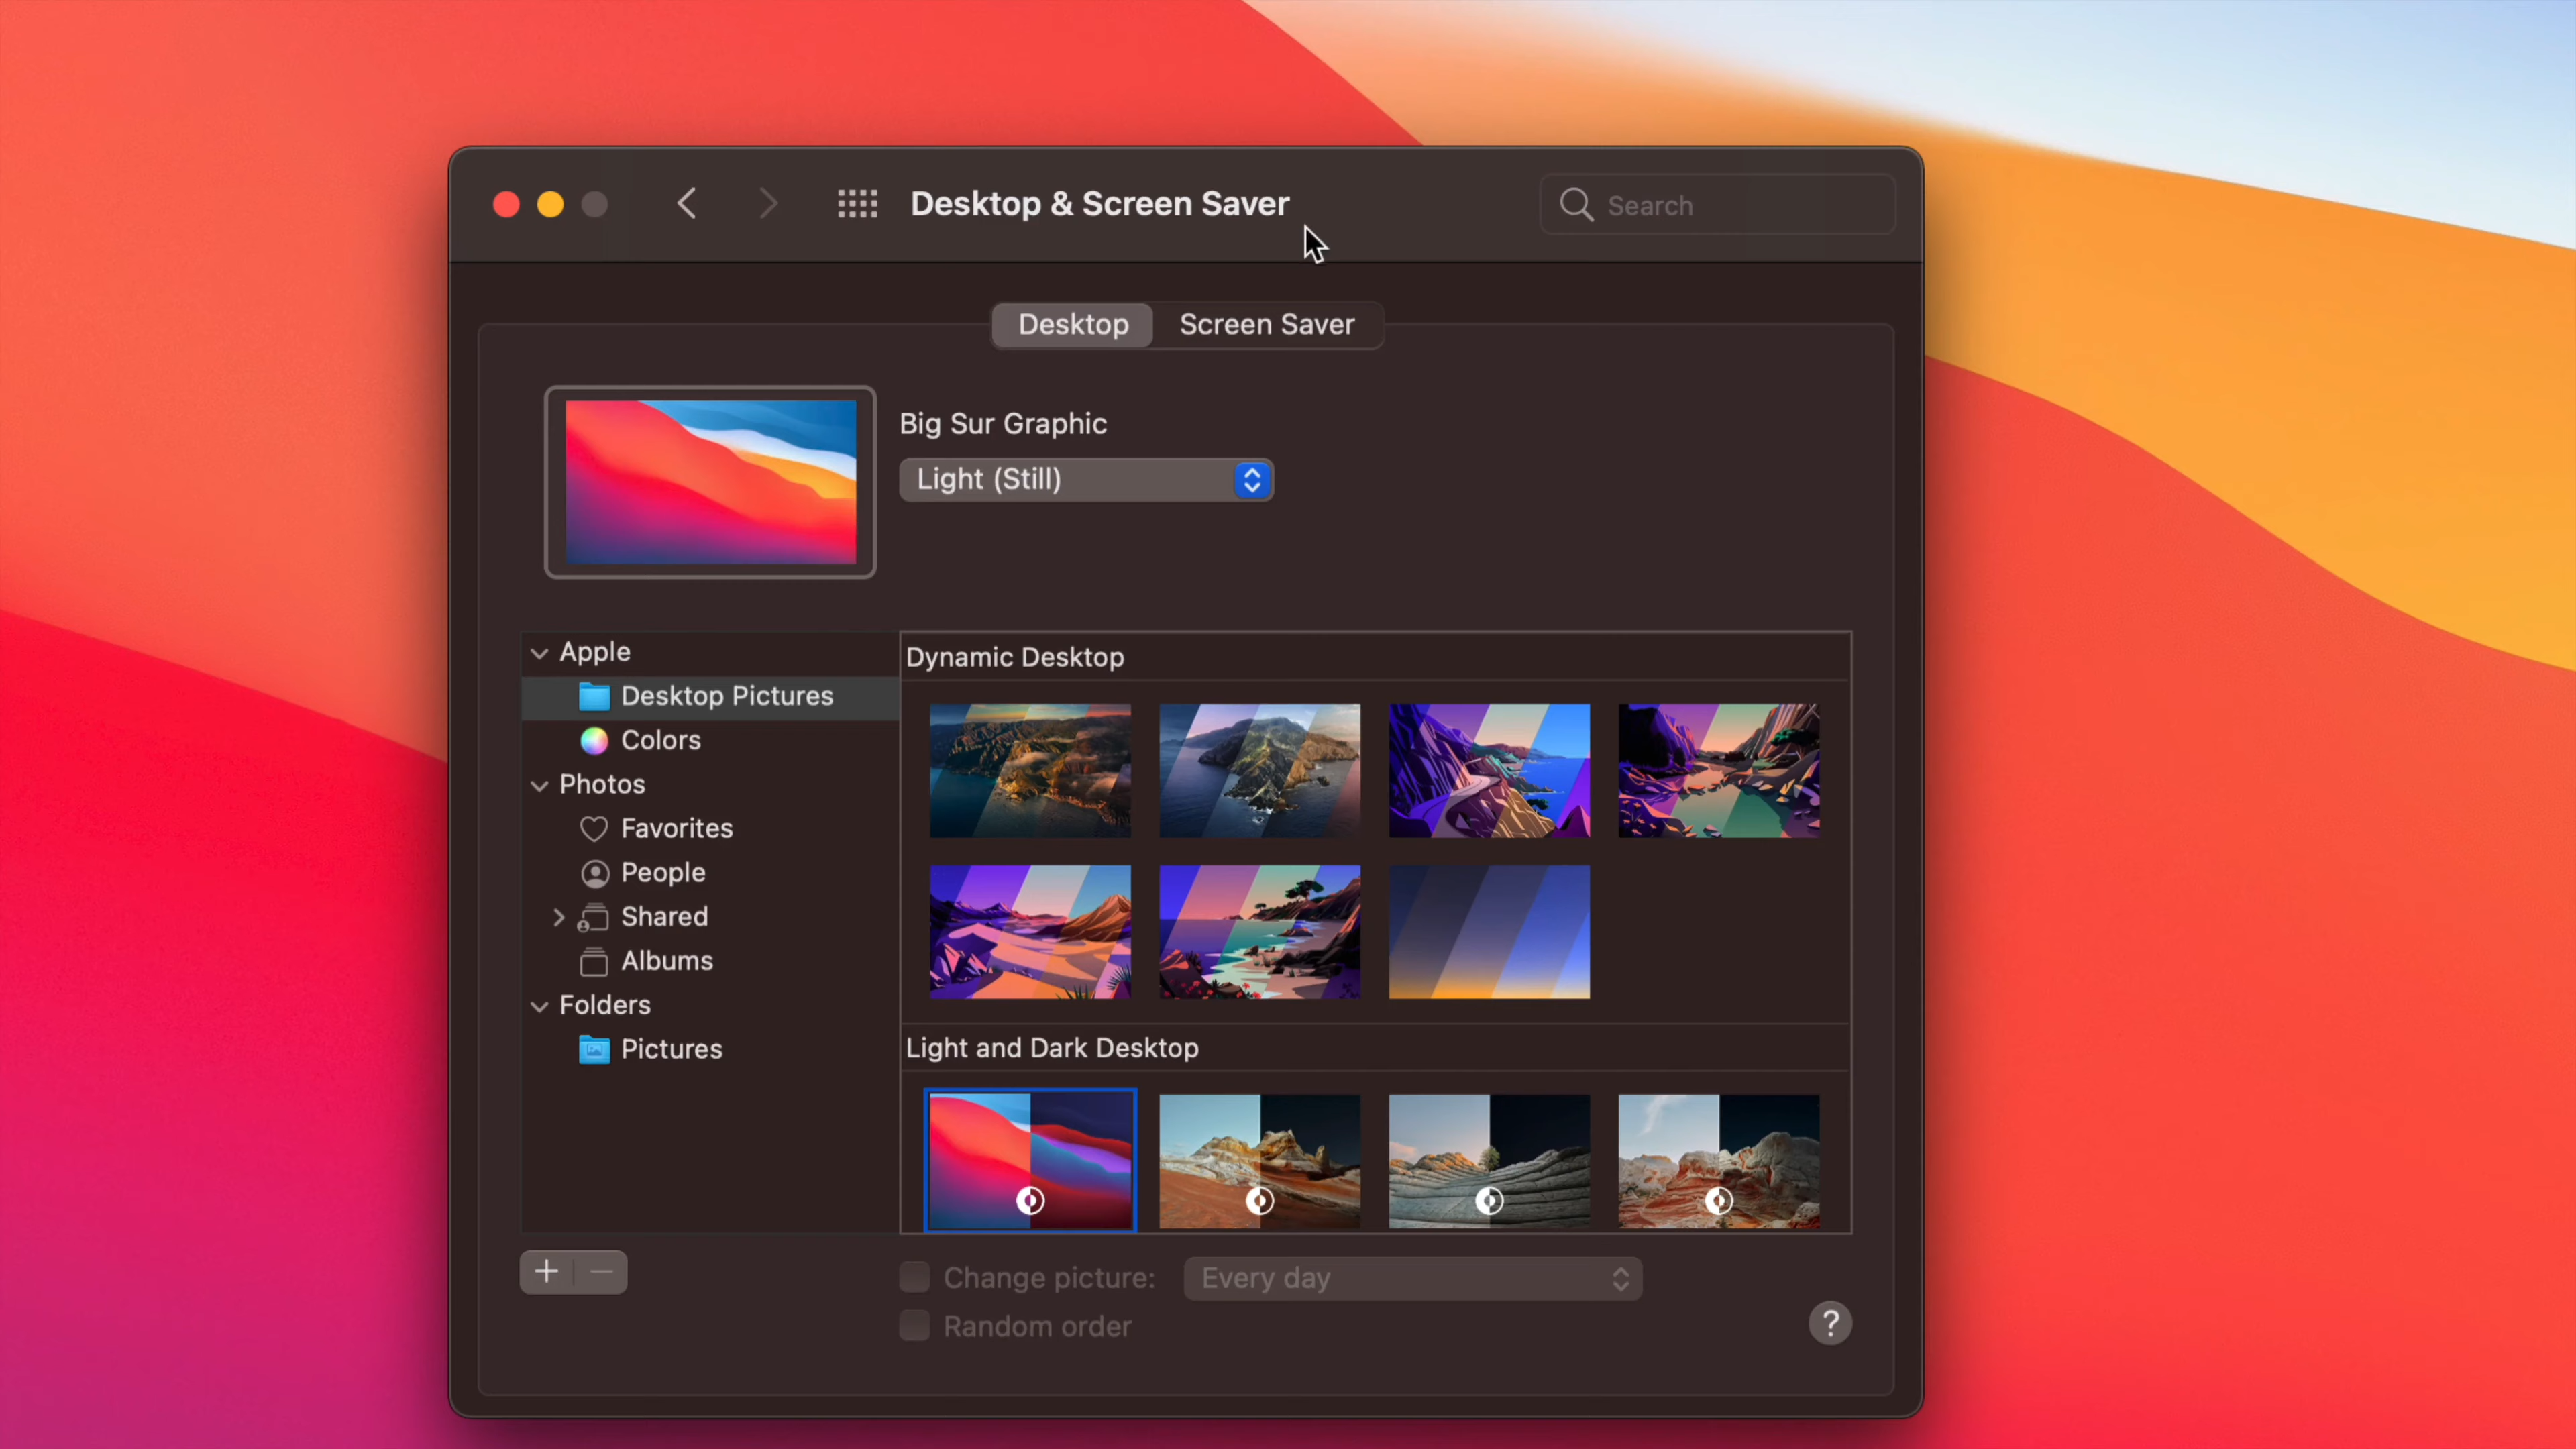 Desktop & Screen Saver
Search
Desktop
Screen Saver
Big Sur Graphic
Light (Still)
Apple
Desktop Pictures
Colors
Photos
Favorites
People
Shared
Albums
Folders
Pictures
Dynamic Desktop
Light and Dark Desktop
Change picture:
Every day
Random order
?